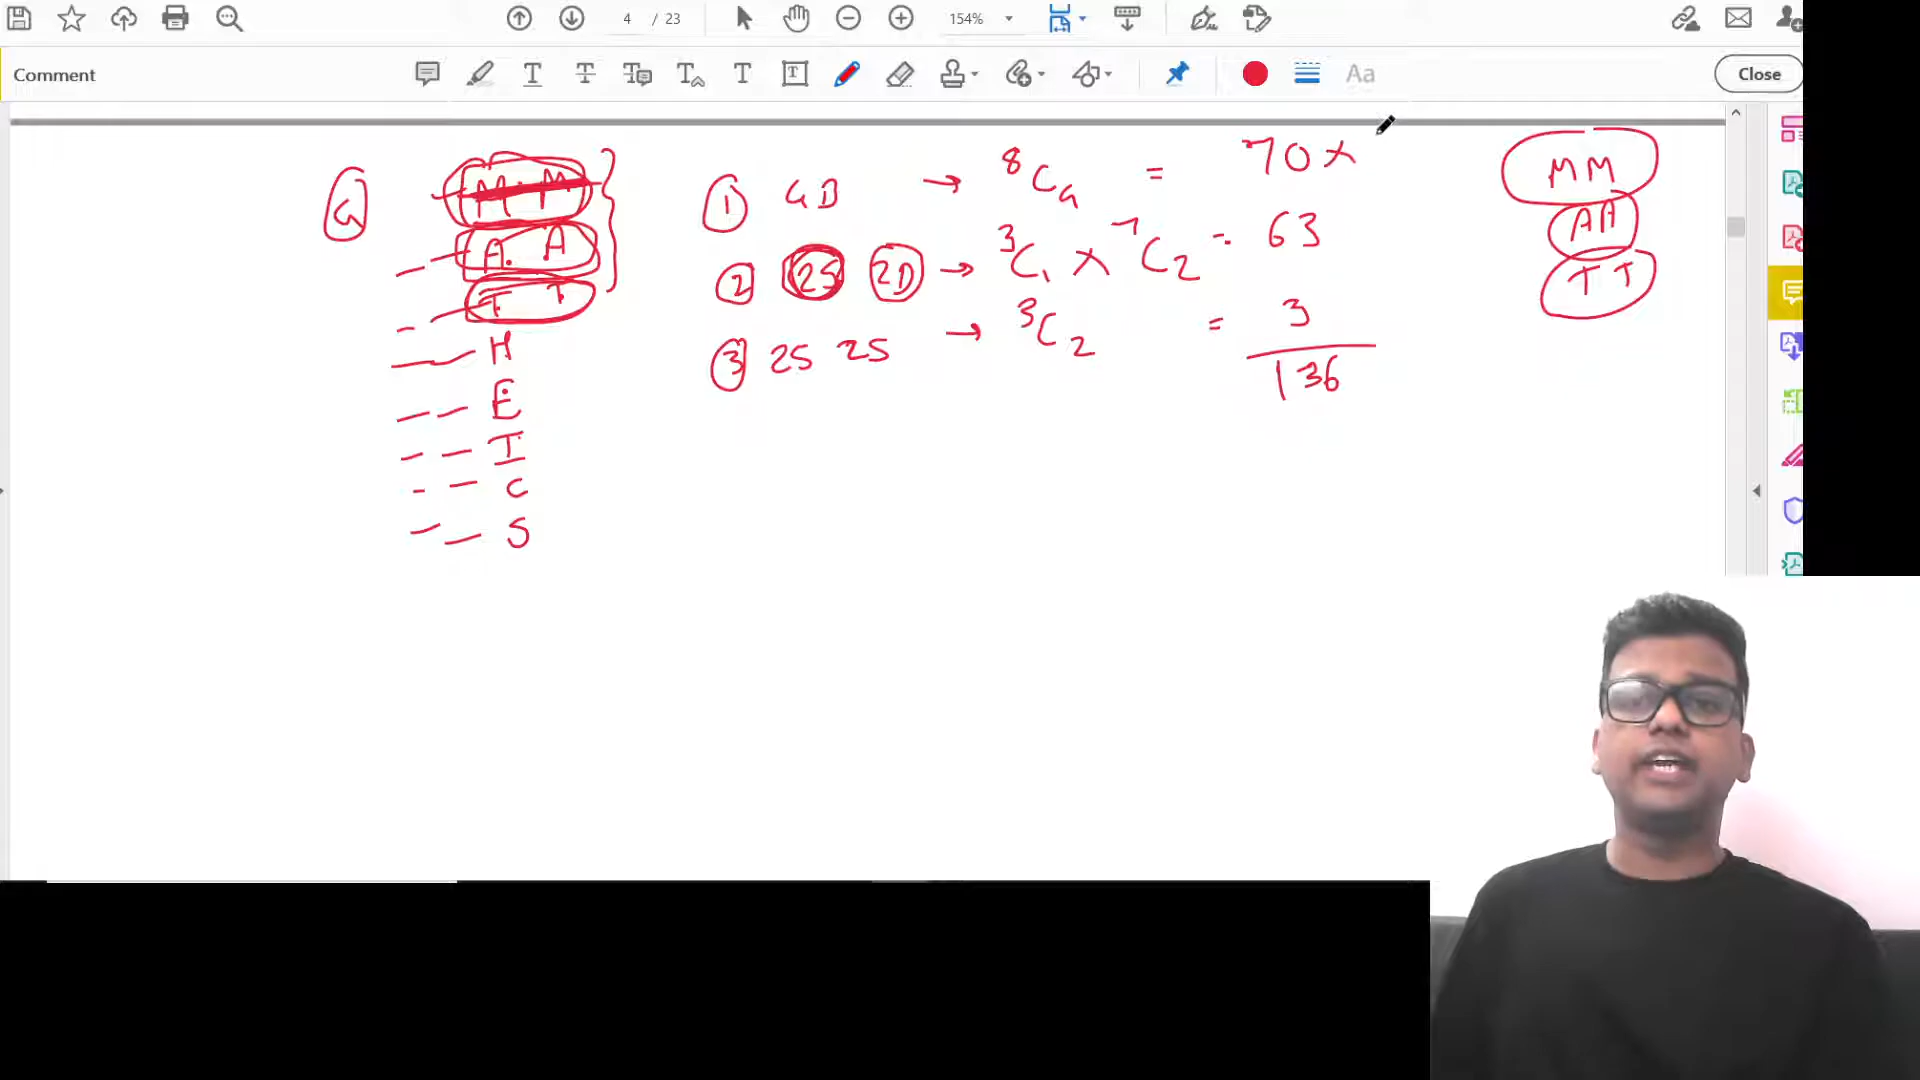 4 / 23
154%
Comment
Aa
Close
4 M M
A A
T T
H
E
I
C
S
① 4D → ⁸C₄ = 70 ×
② 2S 2D → ³C₁ × ⁷C₂ = 63
③ 2S 2S → ³C₂ = 3
136
MM
AA
TT